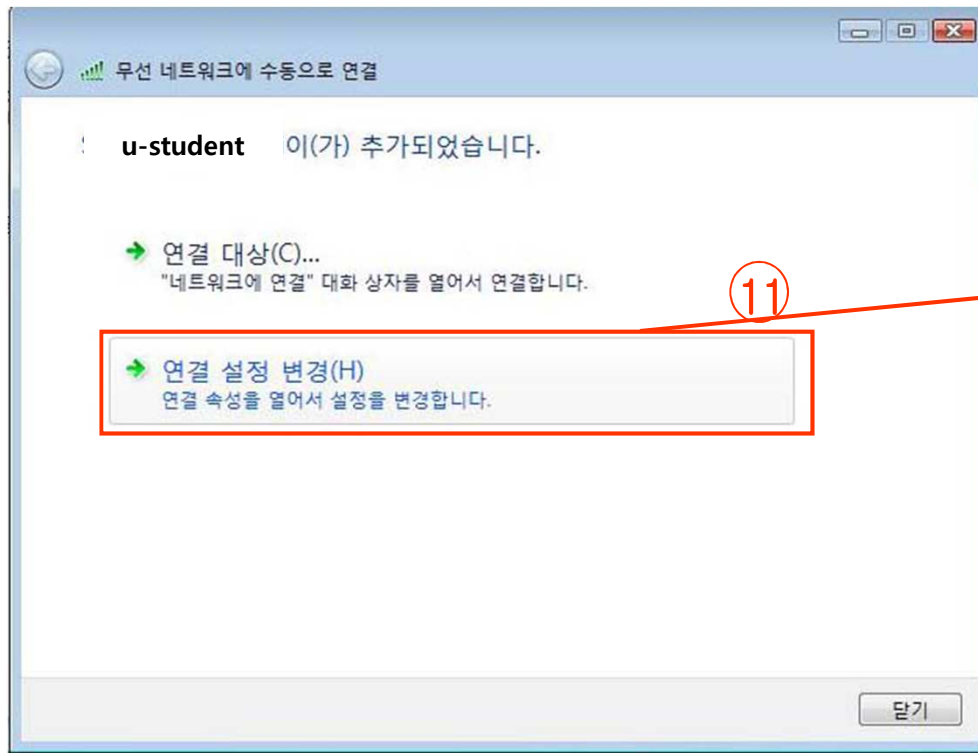 무선 네트워크에 수동으로 연결
u-student 이(가) 추가되었습니다.
연결 대상(C)...
"네트워크에 연결" 대화 상자를 열어서 연결합니다.
⑪
연결 설정 변경(H)
연결 속성을 열어서 설정을 변경합니다.
닫기